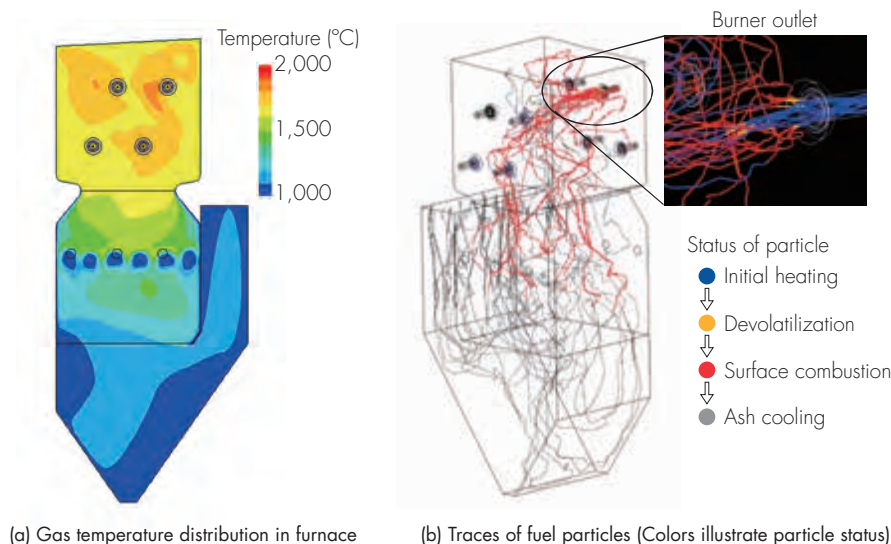 Temperature (°C)
2,000
1,500
1,000
(a) Gas temperature distribution in furnace
Burner outlet
Status of particle
Initial heating
Devolatilization
Surface combustion
Ash cooling
(b) Traces of fuel particles (Colors illustrate particle status)